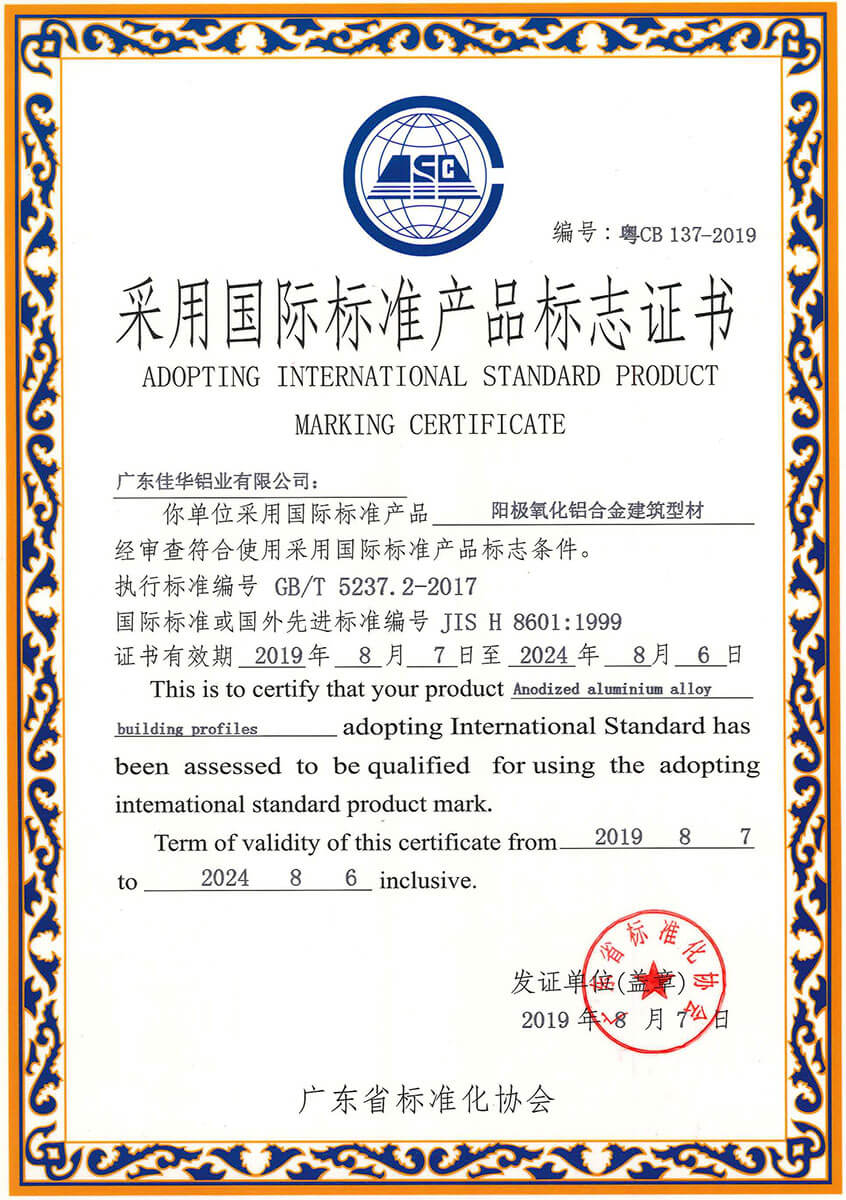 编号：粤CB 137-2019
采用国际标准产品标志证书
ADOPTING INTERNATIONAL STANDARD PRODUCT
MARKING CERTIFICATE
广东佳华铝业有限公司：
你单位采用国际标准产品 阳极氧化铝合金建筑型材
经审查符合使用采用国际标准产品标志条件。
执行标准编号 GB/T 5237.2-2017
国际标准或国外先进标准编号 JIS H 8601:1999
证书有效期 2019 年 8 月 7 日至 2024 年 8 月 6 日
This is to certify that your product Anodized aluminium alloy
building profiles adopting International Standard has
been assessed to be qualified for using the adopting
intemational standard product mark.
Term of validity of this certificate from 2019 8 7
to 2024 8 6 inclusive.
广东省标准化协会
发证单位(盖章)
2019 年 8 月 7 日
广东省标准化协会